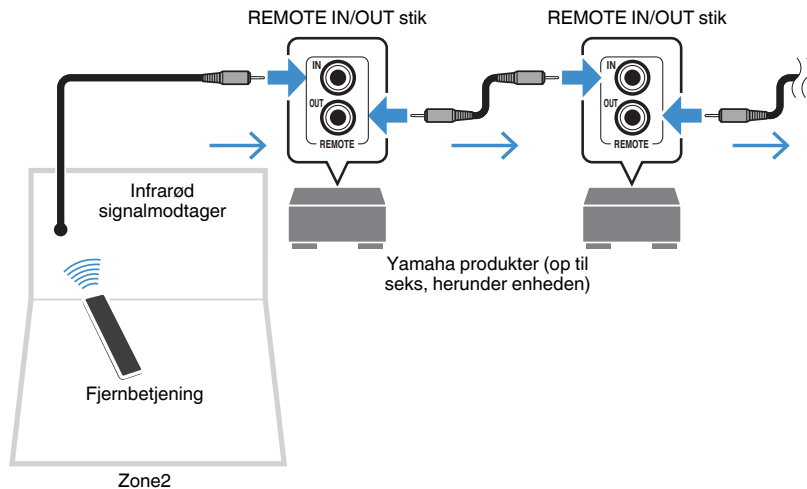 REMOTE IN/OUT stik
REMOTE IN/OUT stik
IN
OUT
REMOTE
IN
OUT
REMOTE
Infrarød
signalmodtager
Yamaha produkter (op til
seks, herunder enheden)
Fjernbetjening
Zone2